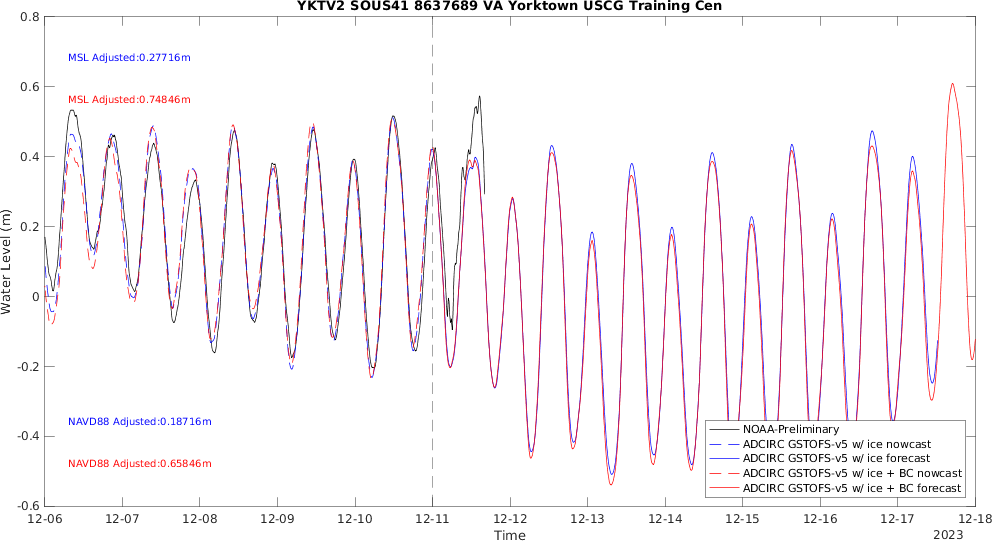 YKTV2 SOUS41 8637689 VA Yorktown USCG Training Cen
0.8
0.6
0.4
0.2
0
-0.2
-0.4
-0.6
Water Level (m)
MSL Adjusted:0.27716m
MSL Adjusted:0.74846m
NAVD88 Adjusted:0.18716m
NAVD88 Adjusted:0.65846m
NOAA-Preliminary
ADCIRC GSTOFS-v5 w/ ice nowcast
ADCIRC GSTOFS-v5 w/ ice forecast
ADCIRC GSTOFS-v5 w/ ice + BC nowcast
ADCIRC GSTOFS-v5 w/ ice + BC forecast
12-06 12-07 12-08 12-09 12-10 12-11 12-12 12-13 12-14 12-15 12-16 12-17 12-18
Time
2023